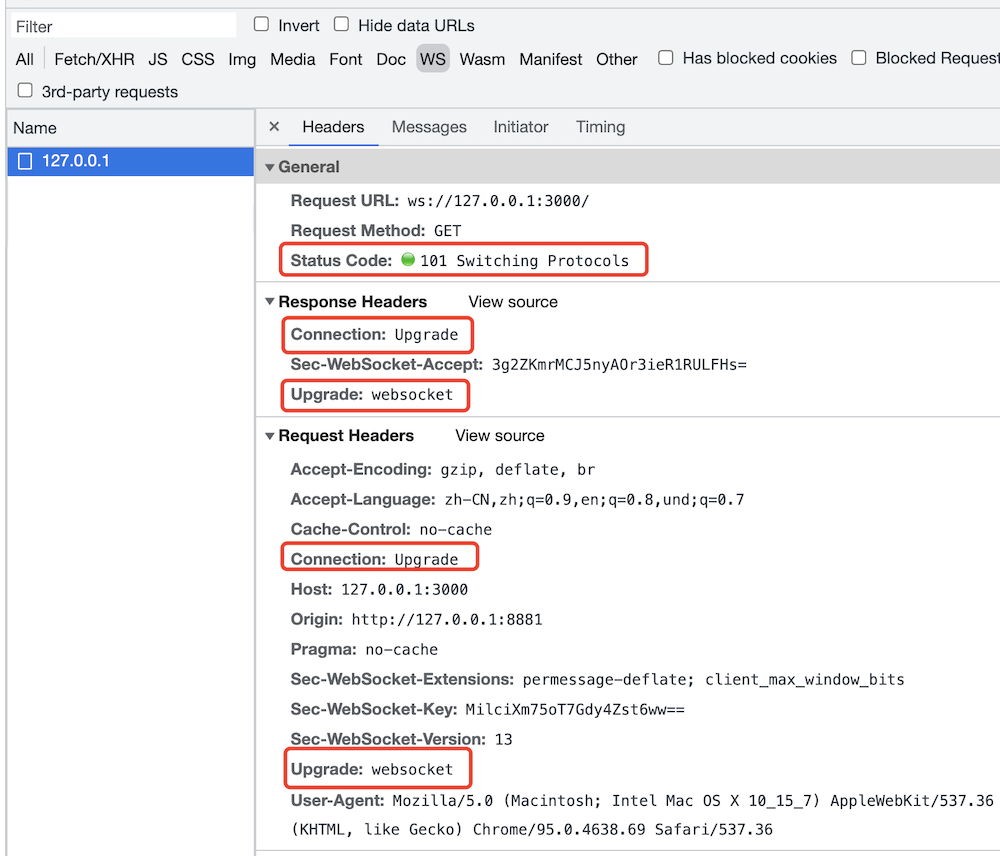 Filter Invert Hide data URLs
All Fetch/XHR JS CSS Img Media Font Doc WS Wasm Manifest Other Has blocked cookies Blocked Request
3rd-party requests
Name × Headers Messages Initiator Timing
127.0.0.1
General
Request URL: ws://127.0.0.1:3000/
Request Method: GET
Status Code: 101 Switching Protocols
Response Headers View source
Connection: Upgrade
Sec-WebSocket-Accept: 3g2ZKmrMCJ5nyAOr3ieR1RULFHs=
Upgrade: websocket
Request Headers View source
Accept-Encoding: gzip, deflate, br
Accept-Language: zh-CN,zh;q=0.9,en;q=0.8,und;q=0.7
Cache-Control: no-cache
Connection: Upgrade
Host: 127.0.0.1:3000
Origin: http://127.0.0.1:8881
Pragma: no-cache
Sec-WebSocket-Extensions: permessage-deflate; client_max_window_bits
Sec-WebSocket-Key: MilciXm75oT7Gdy4Zst6ww==
Sec-WebSocket-Version: 13
Upgrade: websocket
User-Agent: Mozilla/5.0 (Macintosh; Intel Mac OS X 10_15_7) AppleWebKit/537.36
(KHTML, like Gecko) Chrome/95.0.4638.69 Safari/537.36